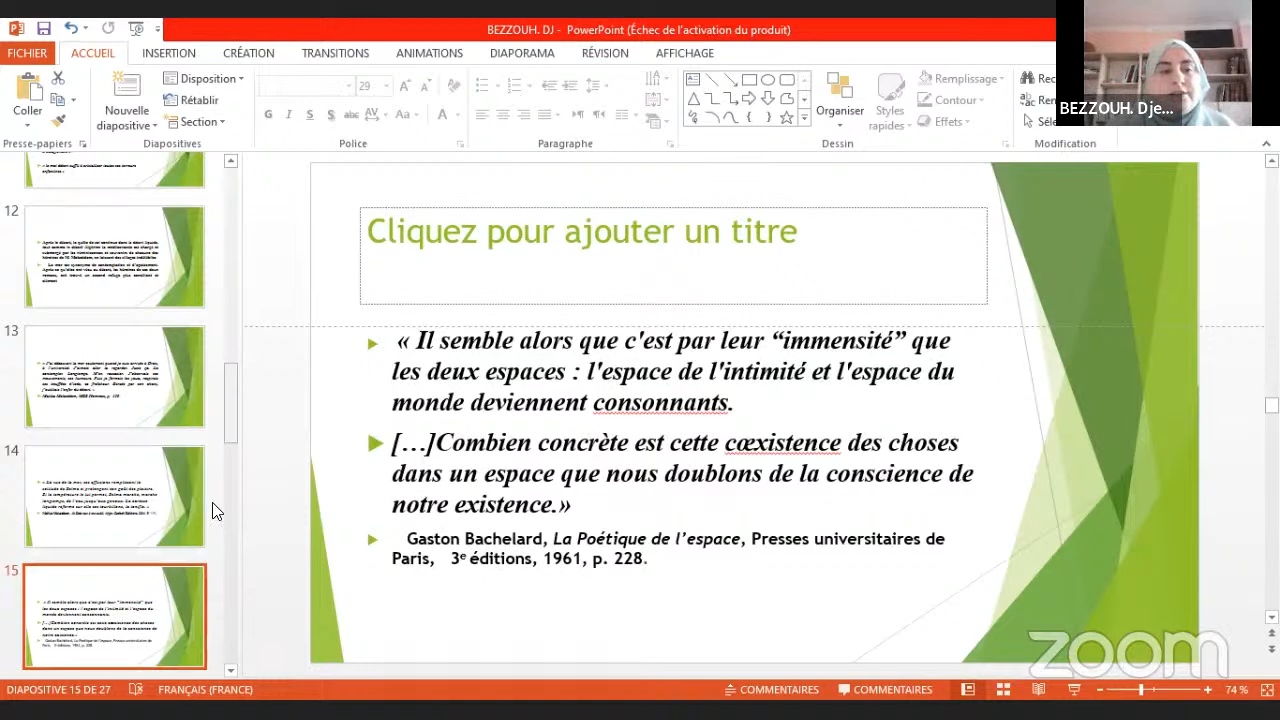 BEZZOUH. DJ - PowerPoint (Échec de l'activation du produit)
FICHIER ACCUEIL INSERTION CRÉATION TRANSITIONS ANIMATIONS DIAPORAMA RÉVISION AFFICHAGE
Coller
Presse-papiers
Nouvelle
diapositive
Disposition
Rétablir
Section
Diapositives
29
G I S S abc AV Aa A
Police
Paragraphe
Organiser
Styles
rapides
Remplissage
Contour
Effets
Dessin
Modification
BEZZOUH. Dje...
12
13
14
15
Cliquez pour ajouter un titre
« Il semble alors que c'est par leur “immensité” que
les deux espaces : l'espace de l'intimité et l'espace du
monde deviennent consonnants.
[…]Combien concrète est cette cœxistence des choses
dans un espace que nous doublons de la conscience de
notre existence.»
Gaston Bachelard, La Poétique de l’espace, Presses universitaires de
Paris, 3e éditions, 1961, p. 228.
zoom
DIAPOSITIVE 15 DE 27 FRANÇAIS (FRANCE) COMMENTAIRES COMMENTAIRES 74 %